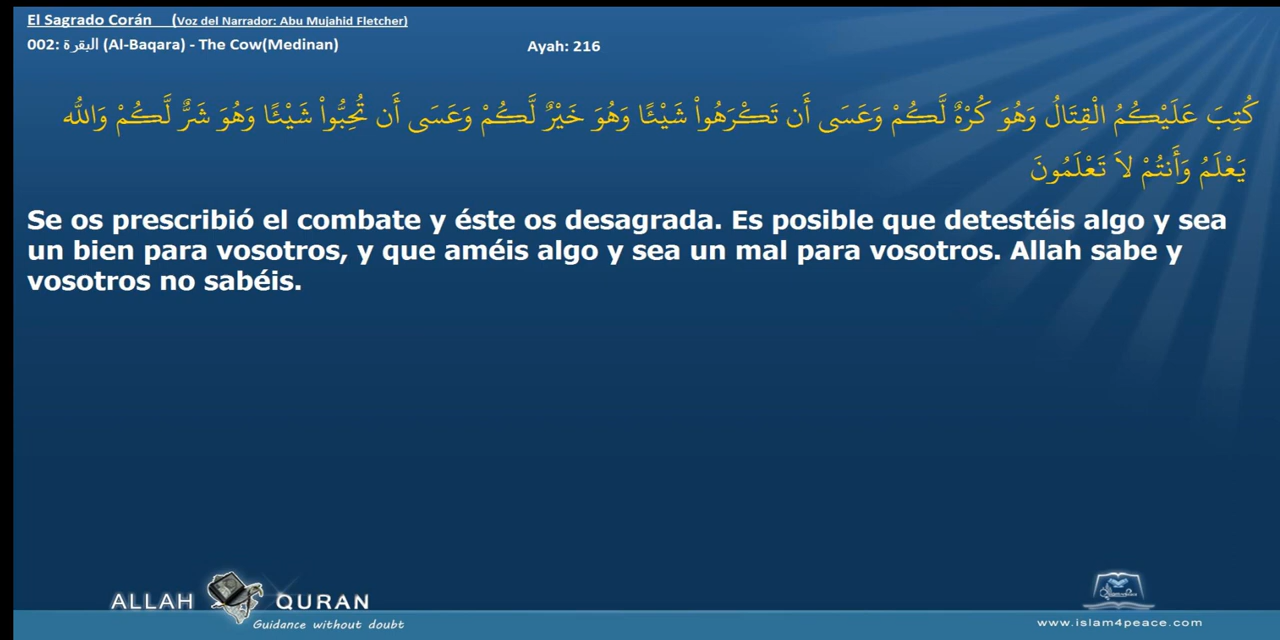 El Sagrado Corán (Voz del Narrador: Abu Mujahid Fletcher)
002: البقرة (Al-Baqara) - The Cow(Medinan)
Ayah: 216
كُتِبَ عَلَيْكُمُ الْقِتَالُ وَهُوَ كُرْهٌ لَّكُمْ وَعَسَى أَن تَكْرَهُواْ شَيْئًا وَهُوَ خَيْرٌ لَّكُمْ وَعَسَى أَن تُحِبُّواْ شَيْئًا وَهُوَ شَرٌّ لَّكُمْ وَاللّهُ
يَعْلَمُ وَأَنتُمْ لاَ تَعْلَمُونَ
Se os prescribió el combate y éste os desagrada. Es posible que detestéis algo y sea
un bien para vosotros, y que améis algo y sea un mal para vosotros. Allah sabe y
vosotros no sabéis.
ALLAH QURAN
Guidance without doubt
www.islam4peace.com